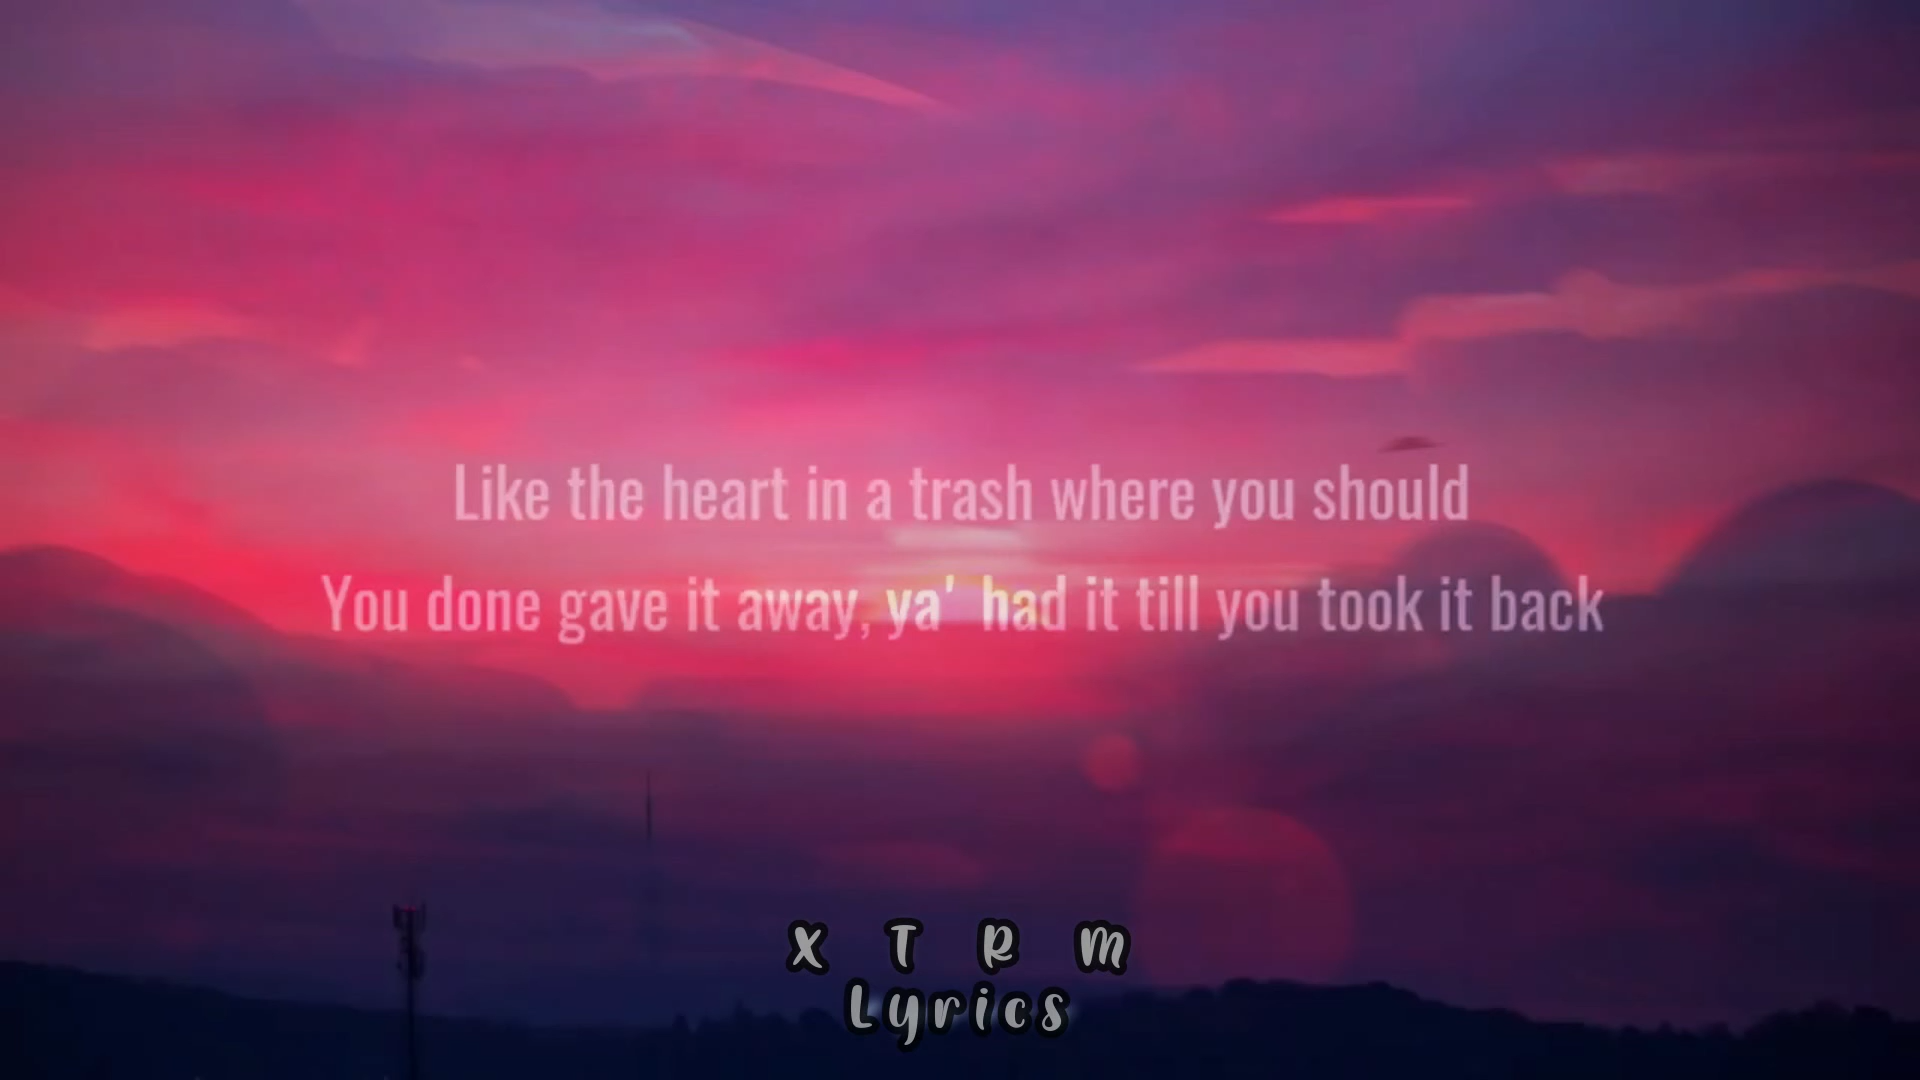 Like the heart in a trash where you should
You done gave it away, ya' had it till you took it back
X T R M
Lyrics